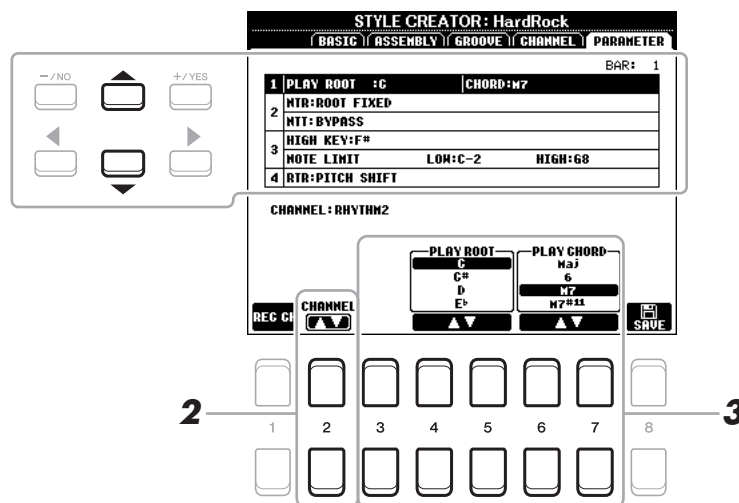 STYLE CREATOR: HardRock
BASIC ASSEMBLY GROOVE CHANNEL PARAMETER
BAR: 1
–/NO +/YES
1 PLAY ROOT :C CHORD:M7
2 NTR:ROOT FIXED
NTT:BYPASS
3 HIGH KEY:F#
NOTE LIMIT LOW:C-2 HIGH:G8
4 RTR:PITCH SHIFT
CHANNEL:RHYTHM2
PLAY ROOT PLAY CHORD
C Maj
C# 6
D M7
E♭ M7#11
REC CH CHANNEL SAVE
2 3
1 2 3 4 5 6 7 8